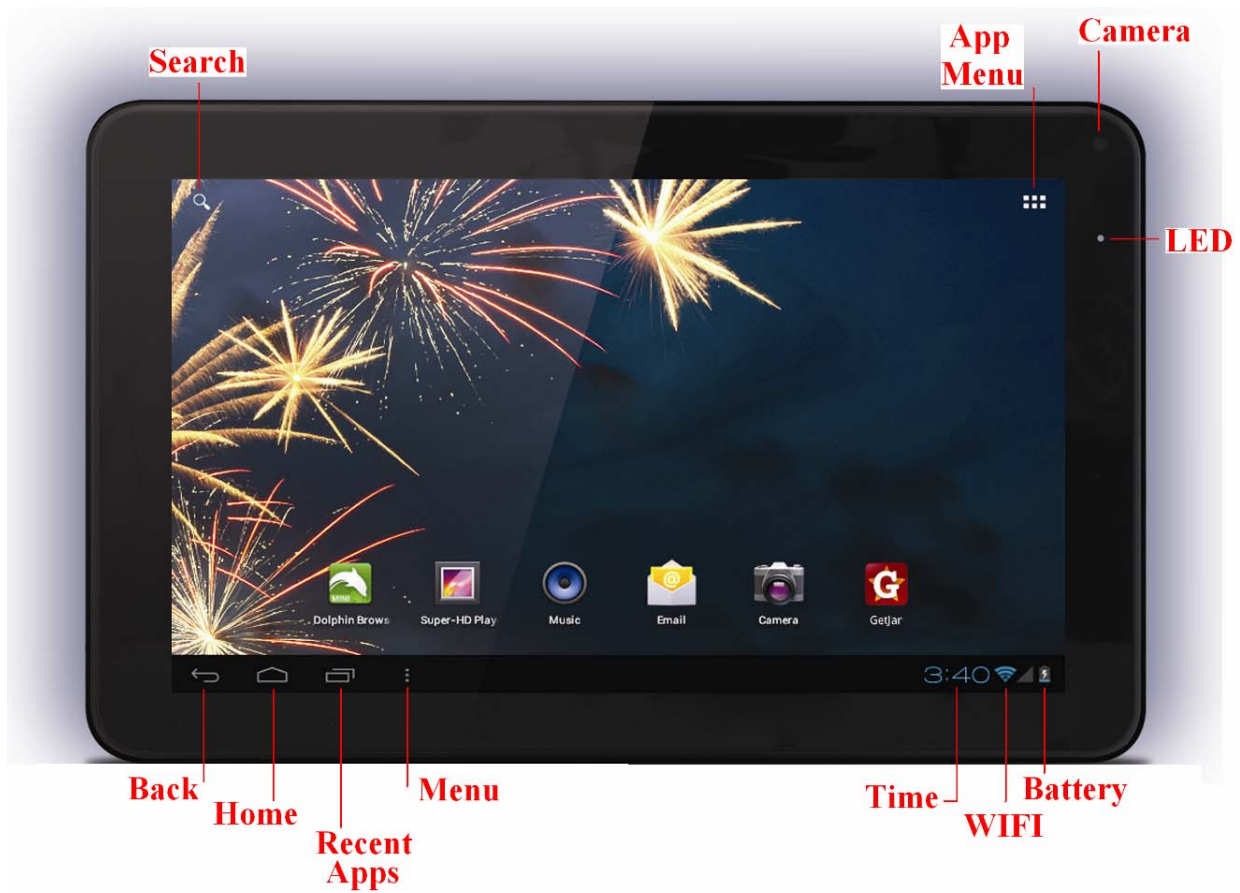 Search
App
Menu
Camera
LED
MINI
Dolphin Brows
Super-HD Play
Music
@
Email
Camera
G
GetJar
3:40
Back
Home
Recent
Apps
Menu
Time
WIFI
Battery